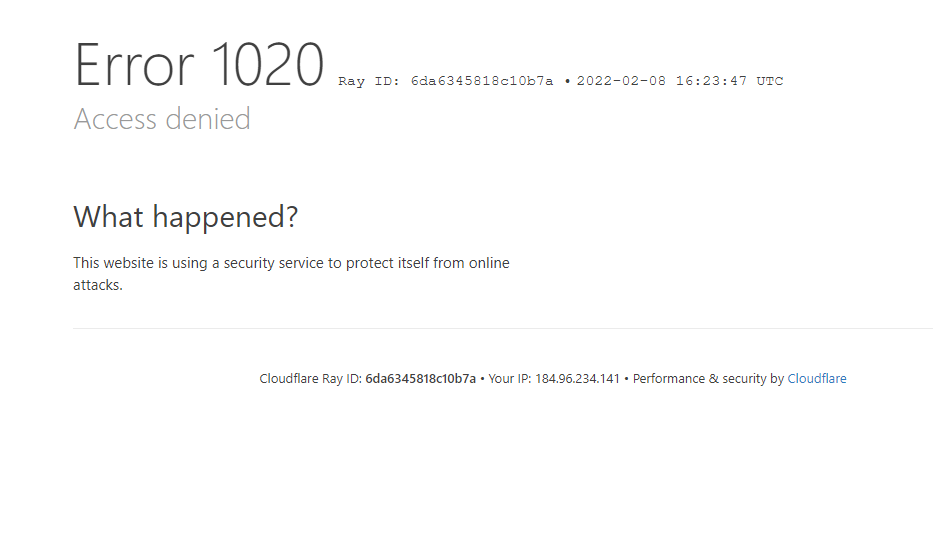 Error 1020 Ray ID: 6da6345818c10b7a • 2022-02-08 16:23:47 UTC
Access denied
What happened?
This website is using a security service to protect itself from online
attacks.
Cloudflare Ray ID: 6da6345818c10b7a • Your IP: 184.96.234.141 • Performance & security by Cloudflare